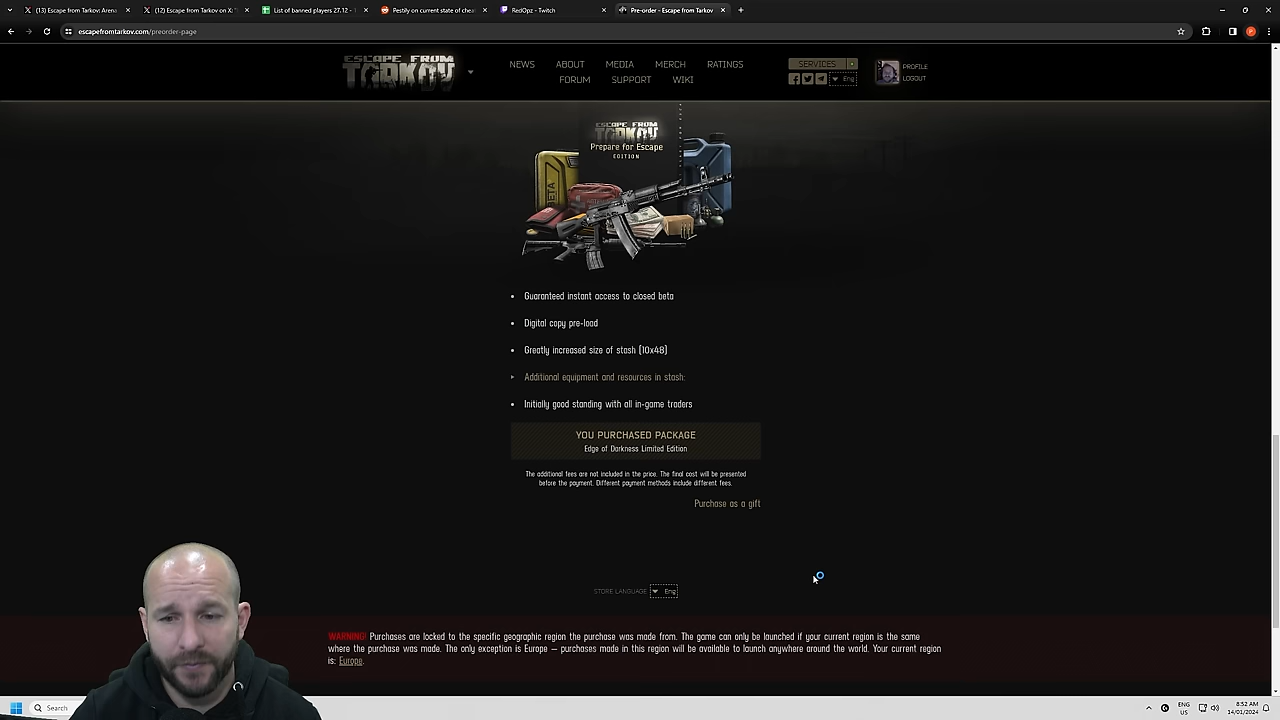 (13) Escape from Tarkov: Arena
(12) Escape from Tarkov on X: "
List of banned players 27.12 - 1
Pestily on current state of chea
RedOpz - Twitch
Pre-order - Escape from Tarkov
escapefromtarkov.com/preorder-page
ESCAPE FROM
TARKOV
NEWS ABOUT MEDIA MERCH RATINGS
FORUM SUPPORT WIKI
SERVICES
Eng
PROFILE
LOGOUT
ESCAPE FROM
TARKOV
Prepare for Escape
EDITION
Guaranteed instant access to closed beta
Digital copy pre-load
Greatly increased size of stash (10x48)
Additional equipment and resources in stash:
Initially good standing with all in-game traders
YOU PURCHASED PACKAGE
Edge of Darkness Limited Edition
The additional fees are not included in the price. The final cost will be presented
before the payment. Different payment methods include different fees.
Purchase as a gift
STORE LANGUAGE Eng
WARNING! Purchases are locked to the specific geographic region the purchase was made from. The game can only be launched if your current region is the same
where the purchase was made. The only exception is Europe — purchases made in this region will be available to launch anywhere around the world. Your current region
is: Europe.
Search
ENG
US
8:52 AM
14/01/2024